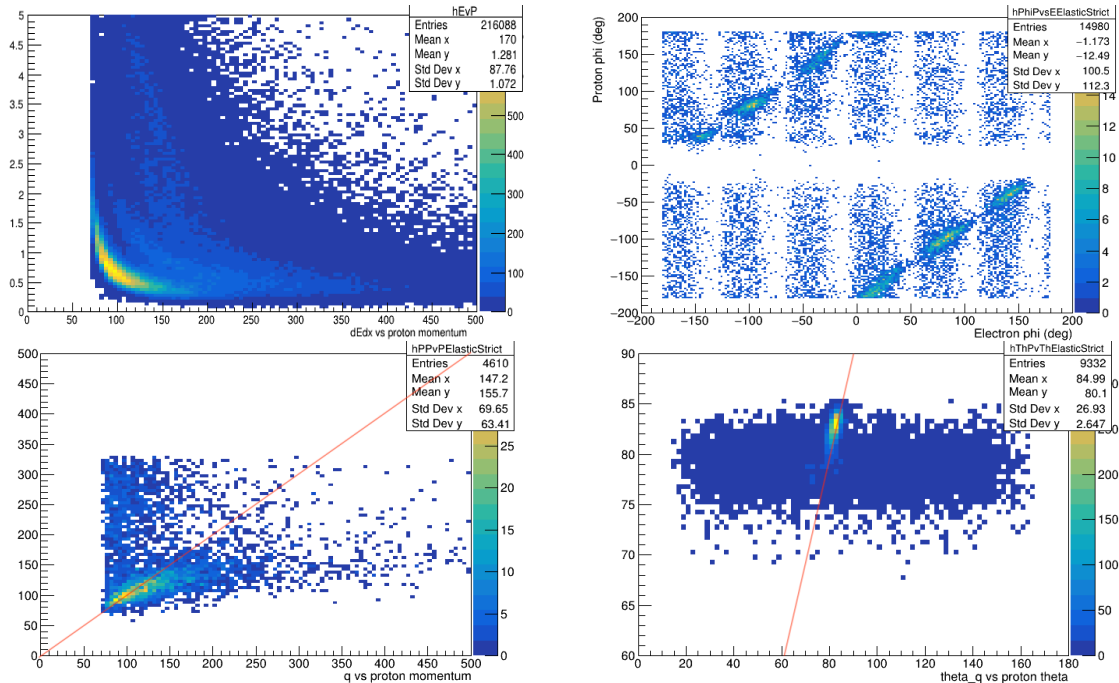 hEvP
Entries 216088
Mean x 170
Mean y 1.281
Std Dev x 87.76
Std Dev y 1.072
5
4.5
4
3.5
3
2.5
2
1.5
1
0.5
0
0 50 100 150 200 250 300 350 400 450 500
500
400
300
200
100
0
dEdx vs proton momentum
hPhiPvsEElasticStrict
Entries 14980
Mean x −1.173
Mean y −12.49
Std Dev x 100.5
Std Dev y 112.3
Proton phi (deg)
200
150
100
50
0
−50
−100
−150
−200
−200 −150 −100 −50 0 50 100 150 200
14
12
10
8
6
4
2
0
Electron phi (deg)
hPPvPElasticStrict
Entries 4610
Mean x 147.2
Mean y 155.7
Std Dev x 69.65
Std Dev y 63.41
500
450
400
350
300
250
200
150
100
50
0
0 50 100 150 200 250 300 350 400 450 500
25
20
15
10
5
0
q vs proton momentum
hThPvThElasticStrict
Entries 9332
Mean x 84.99
Mean y 80.1
Std Dev x 26.93
Std Dev y 2.647
90
85
80
75
70
65
60
0 20 40 60 80 100 120 140 160 180
200
150
100
50
0
theta_q vs proton theta